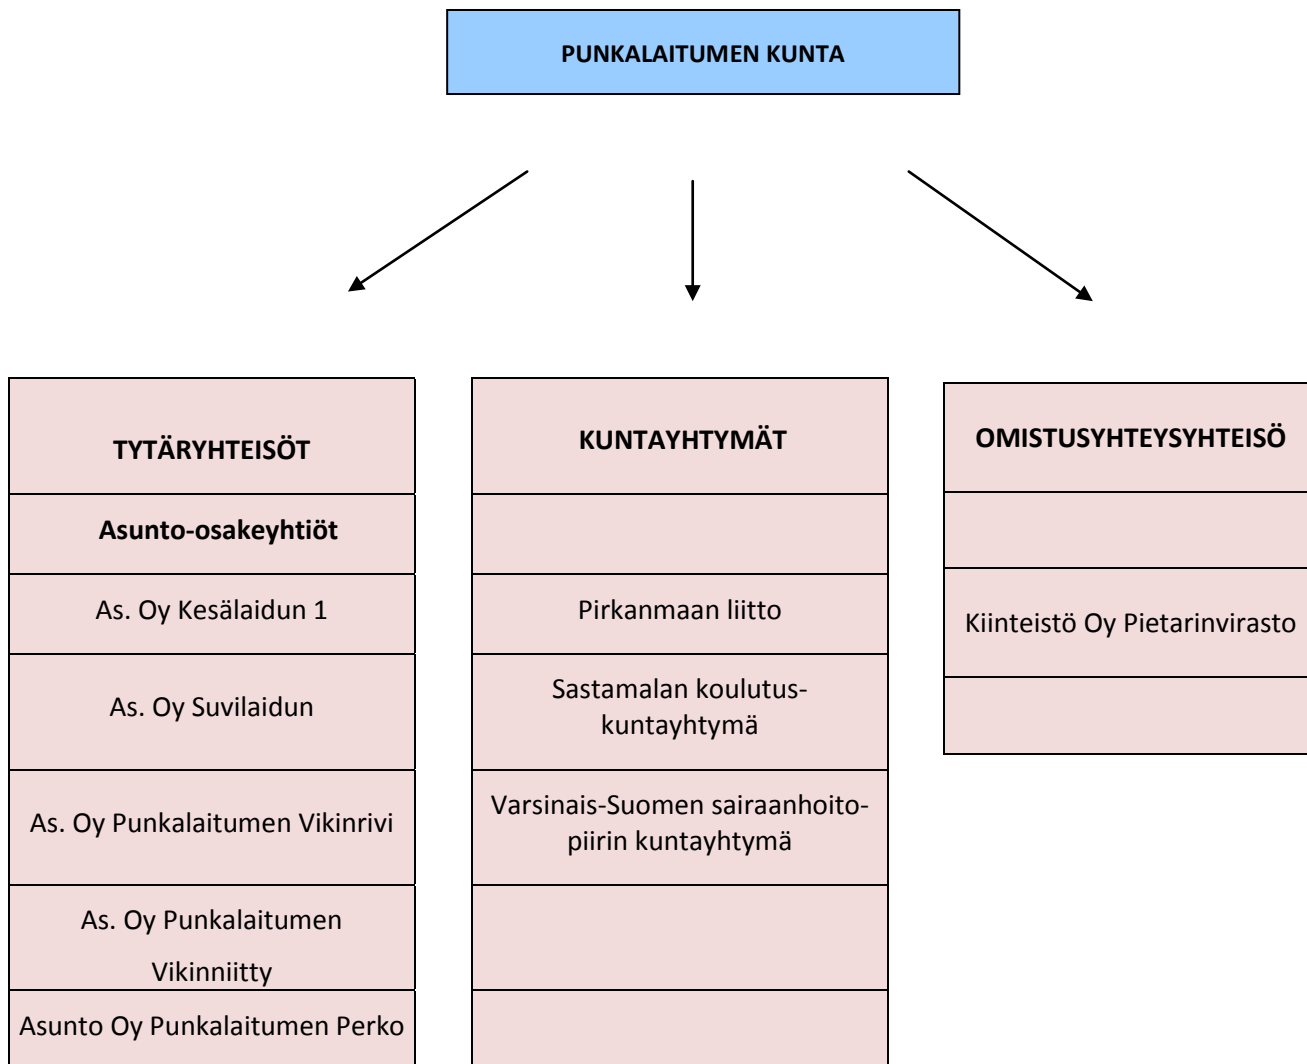 PUNKALAITUMEN KUNTA
TYTÄRYHTEISÖT
Asunto-osakeyhtiöt
As. Oy Kesälaidun 1
As. Oy Suvilaidun
As. Oy Punkalaitumen Vikinrivi
As. Oy Punkalaitumen
Vikinniitty
Asunto Oy Punkalaitumen Perko
KUNTAYHTYMÄT
Pirkanmaan liitto
Sastamalan koulutus-
kuntayhtymä
Varsinais-Suomen sairaanhoito-
piirin kuntayhtymä
OMISTUSYHTEYSYHTEISÖ
Kiinteistö Oy Pietarinvirasto